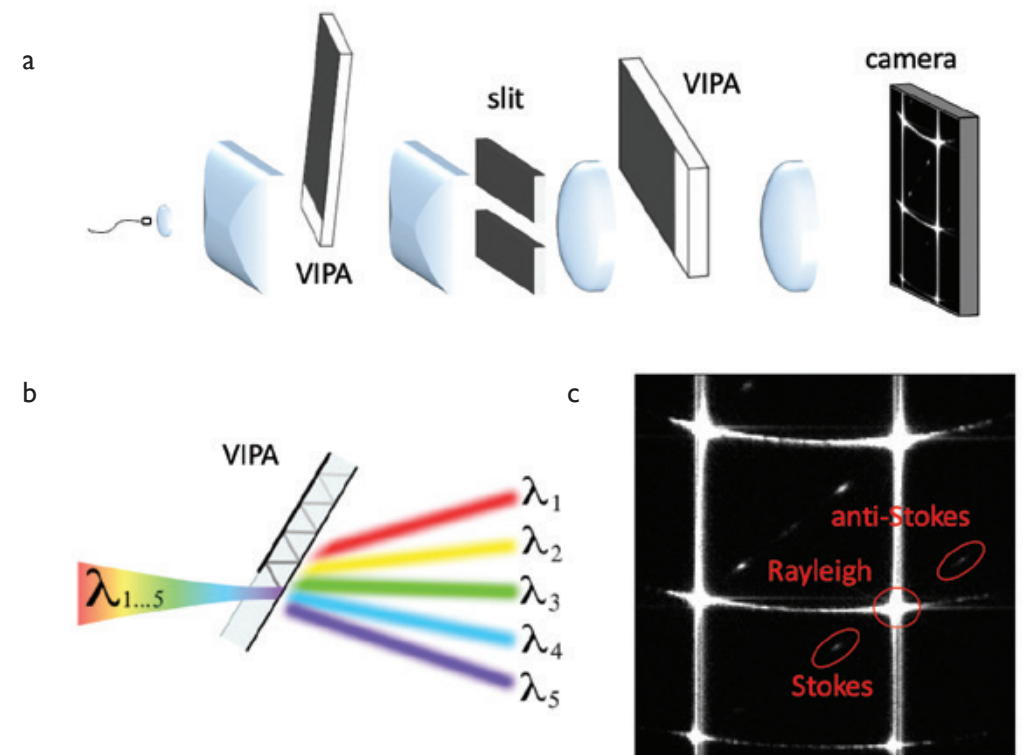 a
slit
VIPA
camera
VIPA
b
c
VIPA
λ1...5
λ1
λ2
λ3
λ4
λ5
anti-Stokes
Rayleigh
Stokes